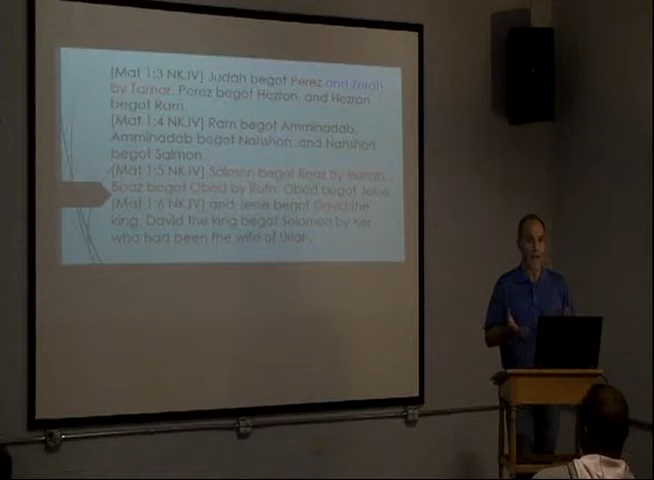 [Mat 1:3 NKJV] Judah begot Perez and Zerah
by Tamar, Perez begot Hezron, and Hezron
begot Ram.
[Mat 1:4 NKJV] Ram begot Amminadab,
Amminadab begot Nahshon, and Nahshon
begot Salmon.
[Mat 1:5 NKJV] Salmon begot Boaz by Rahab,
Boaz begot Obed by Ruth, Obed begot Jesse,
[Mat 1:6 NKJV] and Jesse begot David the
king. David the king begot Solomon by her
who had been the wife of Uriah.